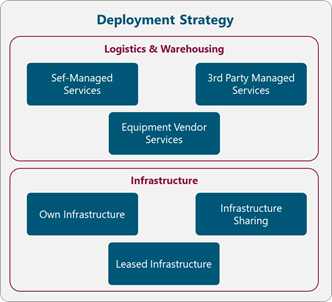 Deployment Strategy
Logistics & Warehousing
Sef-Managed
Services
3rd Party Managed
Services
Equipment Vendor
Services
Infrastructure
Own Infrastructure
Infrastructure
Sharing
Leased Infrastructure